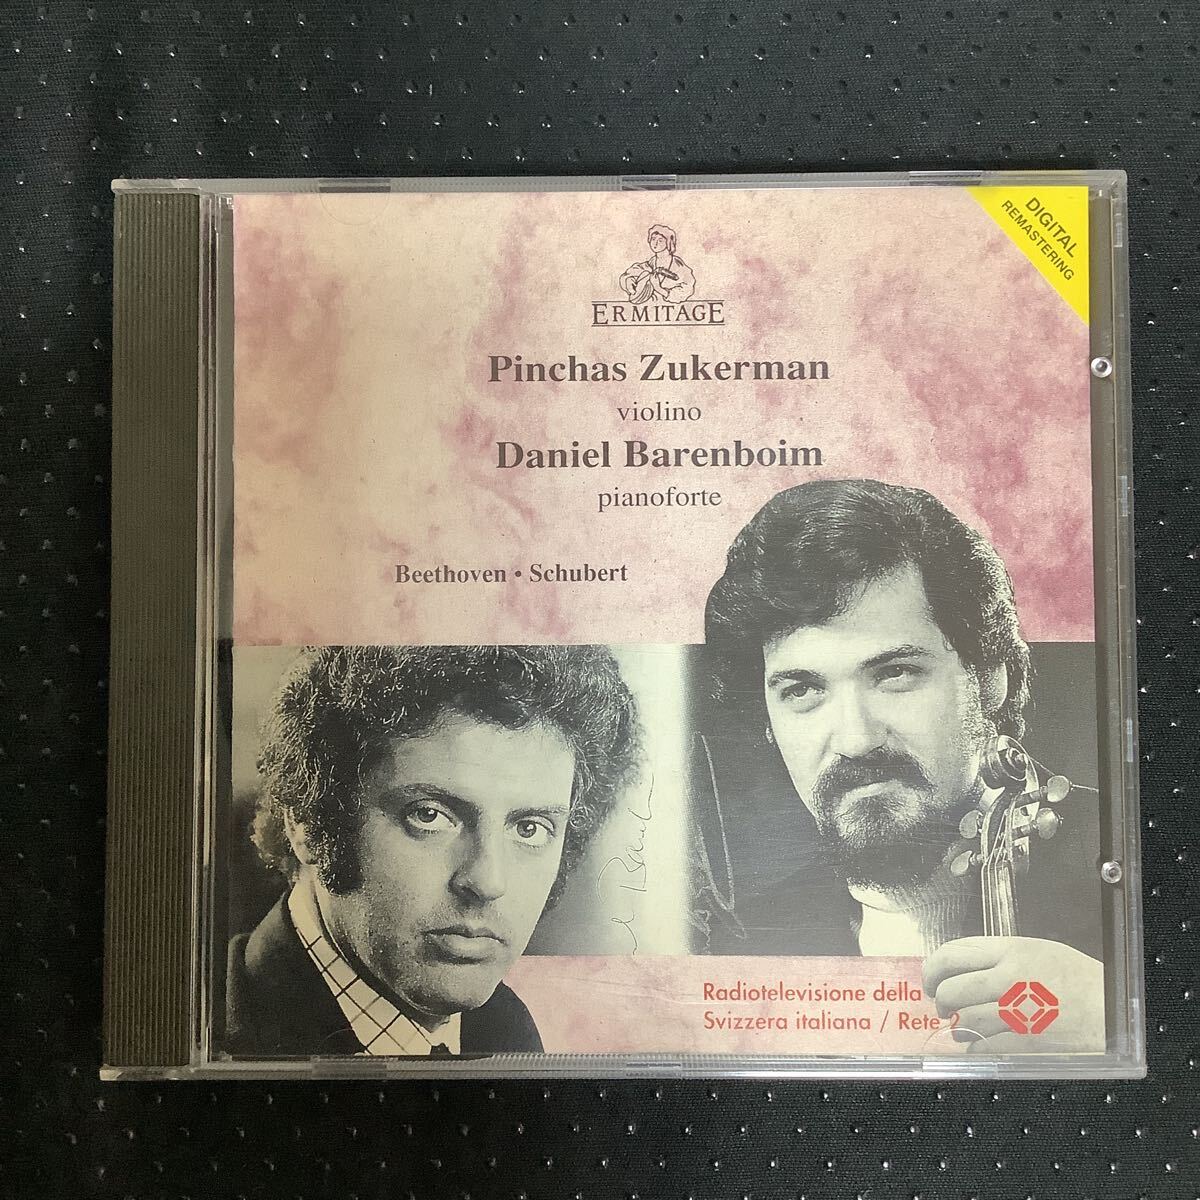 DIGITAL
REMASTERING
ERMITAGE
Pinchas Zukerman
violino
Daniel Barenboim
pianoforte
Beethoven • Schubert
Radiotelevisione della
Svizzera italiana / Rete 2